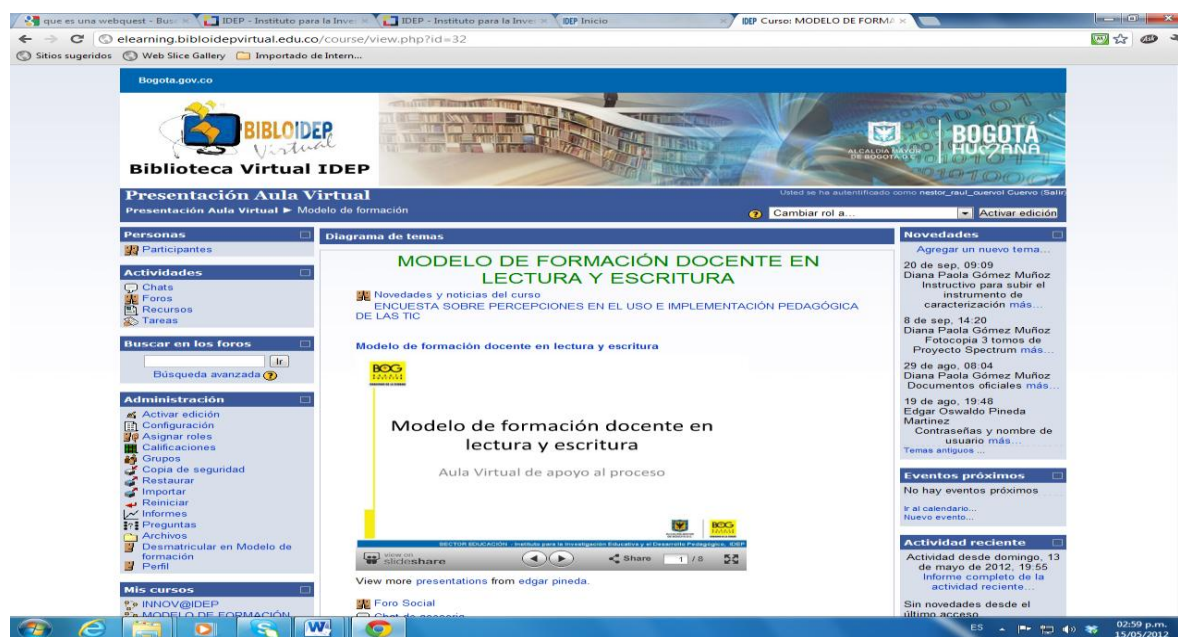 que es una webquest - Bus
IDEP - Instituto para la Inve
IDEP - Instituto para la Inve
IDEP Inicio
IDEP Curso: MODELO DE FORMA
elearning.bibloidepvirtual.edu.co/course/view.php?id=32
Sitios sugeridos
Web Slice Gallery
Importado de Intern...
Bogota.gov.co
BIBLOIDEP
Virtual
Biblioteca Virtual IDEP
ALCALDIA MAYOR
DE BOGOTA D.C.
BOGOTÁ
HUMANA
Presentación Aula Virtual
Usted se ha autentificado como nestor_raul_cuervol Cuervo (Salir)
Presentación Aula Virtual ► Modelo de formación
Cambiar rol a...
Activar edición
Personas
Participantes
Actividades
Chats
Foros
Recursos
Tareas
Buscar en los foros
Ir
Búsqueda avanzada
Administración
Activar edición
Configuración
Asignar roles
Calificaciones
Grupos
Copia de seguridad
Restaurar
Importar
Reiniciar
Informes
Preguntas
Archivos
Desmatricular en Modelo de
formación
Perfil
Mis cursos
INNOV@IDEP
MODELO DE FORMACIÓN
Diagrama de temas
MODELO DE FORMACIÓN DOCENTE EN
LECTURA Y ESCRITURA
Novedades y noticias del curso
ENCUESTA SOBRE PERCEPCIONES EN EL USO E IMPLEMENTACIÓN PEDAGÓGICA
DE LAS TIC
Modelo de formación docente en lectura y escritura
BOG
Modelo de formación docente en
lectura y escritura
Aula Virtual de apoyo al proceso
BOG
SECTOR EDUCACIÓN - Instituto para la Investigación Educativa y el Desarrollo Pedagógico, IDEP
view on
slideshare
Share
1 / 8
View more presentations from edgar pineda.
Foro Social
Chat de asesoria
Novedades
Agregar un nuevo tema...
20 de sep, 09:09
Diana Paola Gómez Muñoz
Instructivo para subir el
instrumento de
caracterización más...
8 de sep, 14:20
Diana Paola Gómez Muñoz
Fotocopia 3 tomos de
Proyecto Spectrum más...
29 de ago, 08:04
Diana Paola Gómez Muñoz
Documentos oficiales más...
19 de ago, 19:48
Edgar Oswaldo Pineda
Martinez
Contraseñas y nombre de
usuario más...
Temas antiguos ...
Eventos próximos
No hay eventos próximos
Ir al calendario...
Nuevo evento...
Actividad reciente
Actividad desde domingo, 13
de mayo de 2012, 19:55
Informe completo de la
actividad reciente...
Sin novedades desde el
último acceso
ES
02:59 p.m.
15/05/2012